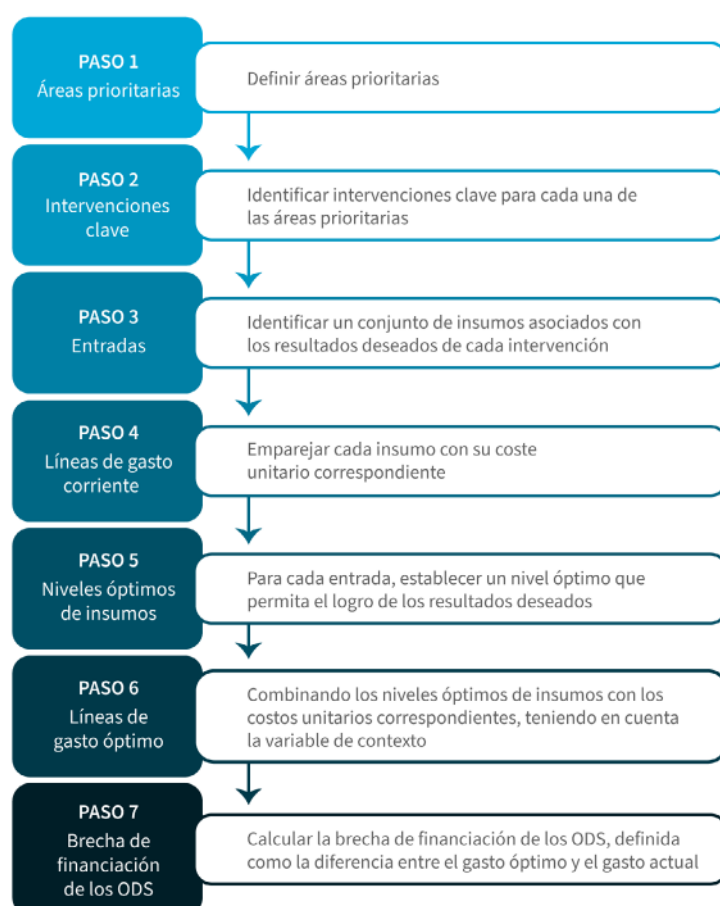 PASO 1
Áreas prioritarias
Definir áreas prioritarias
PASO 2
Intervenciones
clave
Identificar intervenciones clave para cada una de
las áreas prioritarias
PASO 3
Entradas
Identificar un conjunto de insumos asociados con
los resultados deseados de cada intervención
PASO 4
Líneas de gasto
corriente
Emparejar cada insumo con su coste
unitario correspondiente
PASO 5
Niveles óptimos
de insumos
Para cada entrada, establecer un nivel óptimo que
permita el logro de los resultados deseados
PASO 6
Líneas de
gasto óptimo
Combinando los niveles óptimos de insumos con los
costos unitarios correspondientes, teniendo en cuenta
la variable de contexto
PASO 7
Brecha de
financiación
de los ODS
Calcular la brecha de financiación de los ODS, definida
como la diferencia entre el gasto óptimo y el gasto actual